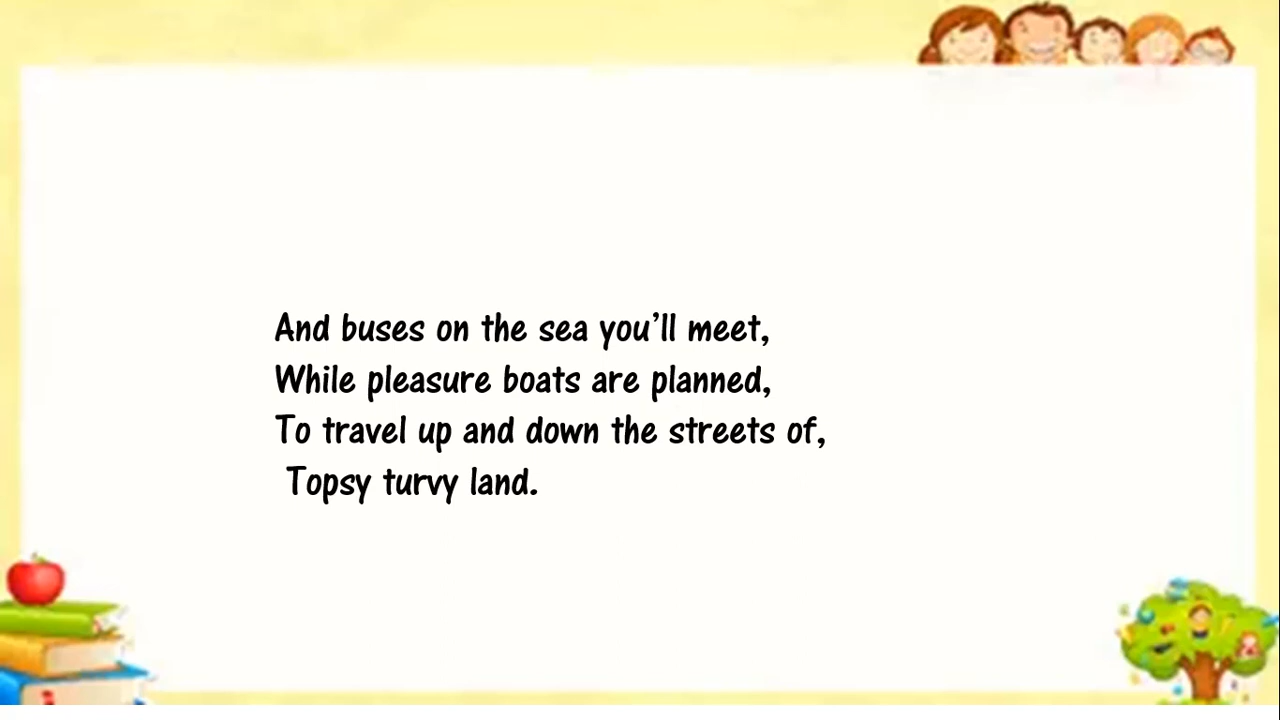 And buses on the sea you’ll meet,
While pleasure boats are planned,
To travel up and down the streets of,
Topsy turvy land.